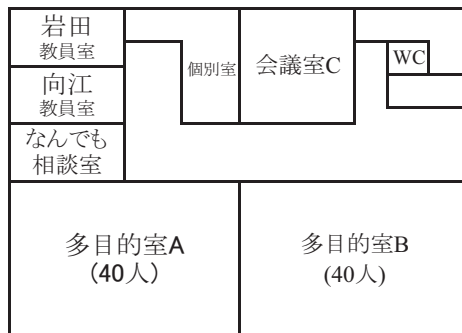 岩田
教員室
向江
教員室
なんでも
相談室
個別室
会議室C
WC
多目的室A
（40人）
多目的室B
(40人)